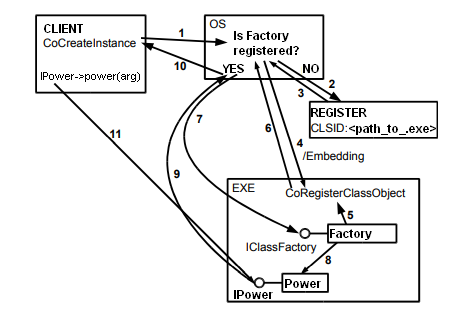 CLIENT
CoCreateInstance
IPower->power(arg)
1
10
OS
Is Factory
registered?
YES
NO
2
3
REGISTER
CLSID:<path_to_.exe>
7
6
4
/Embedding
11
9
EXE
CoRegisterClassObject
5
Factory
IClassFactory
8
Power
IPower